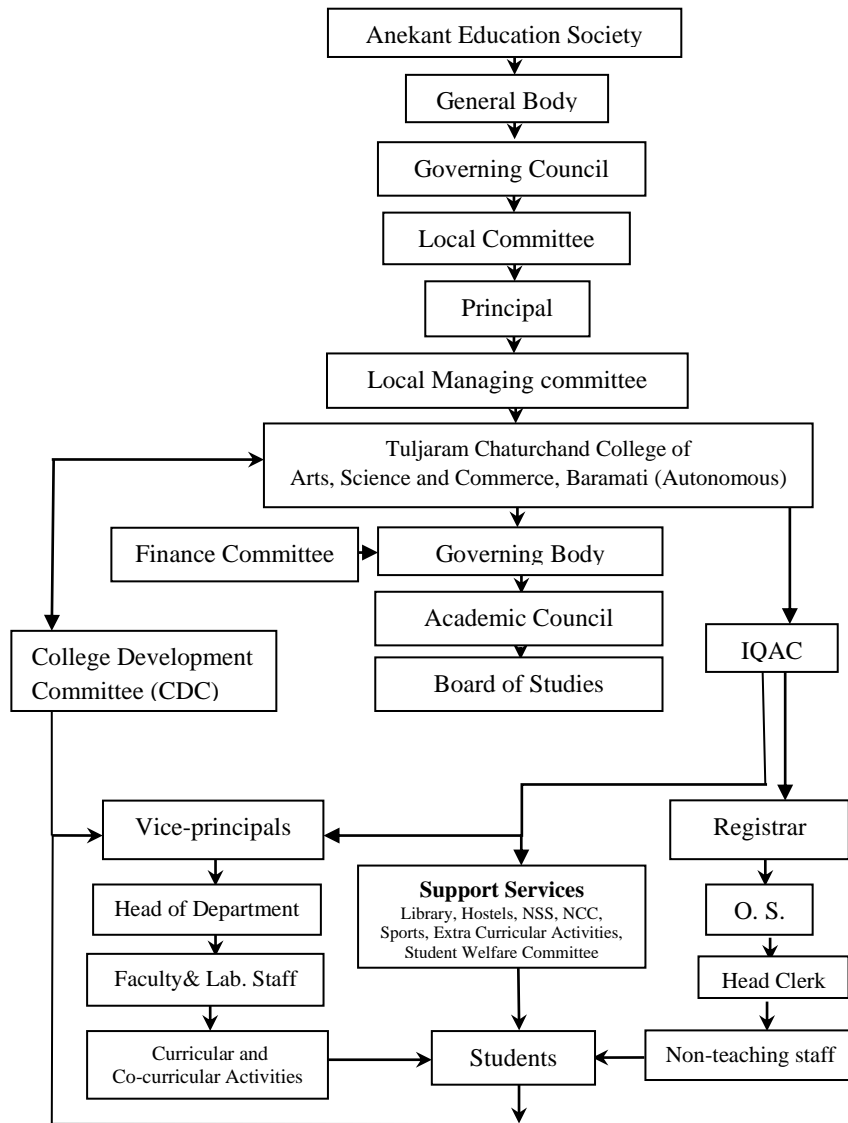 Anekant Education Society
General Body
Governing Council
Local Committee
Principal
Local Managing committee
Tuljaram Chaturchand College of
Arts, Science and Commerce, Baramati (Autonomous)
Finance Committee
Governing Body
Academic Council
Board of Studies
College Development
Committee (CDC)
IQAC
Vice-principals
Registrar
Support Services
Library, Hostels, NSS, NCC,
Sports, Extra Curricular Activities,
Student Welfare Committee
Head of Department
O. S.
Faculty& Lab. Staff
Head Clerk
Curricular and
Co-curricular Activities
Students
Non-teaching staff